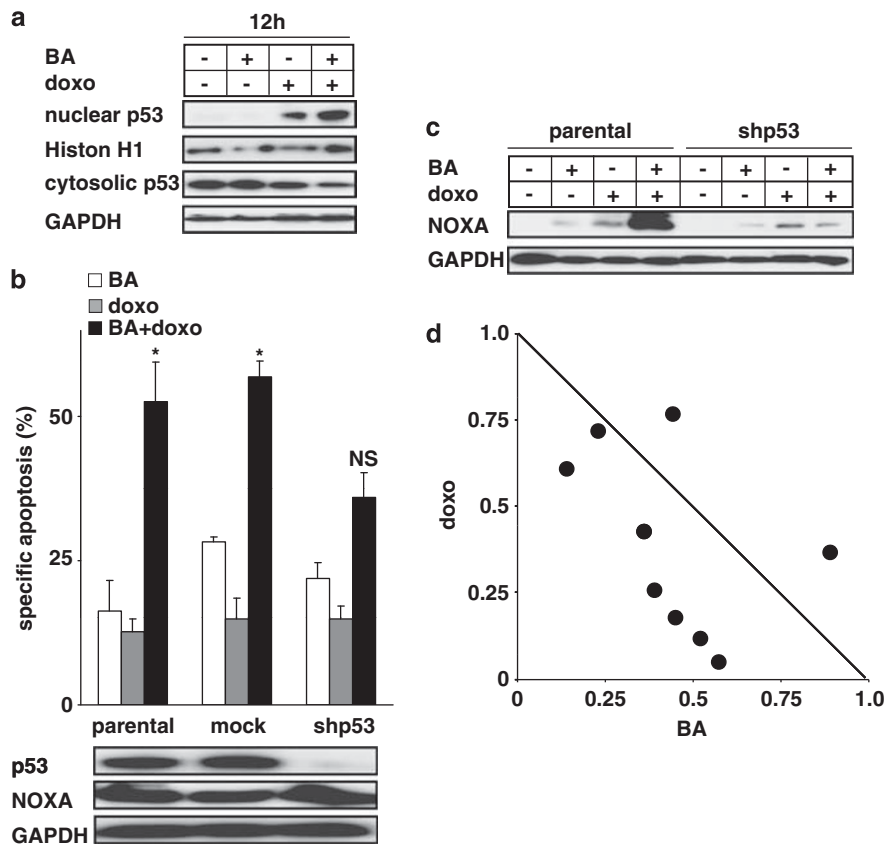 a
12h
BA - + - +
doxo - - + +
nuclear p53
Histon H1
cytosolic p53
GAPDH
b
BA
doxo
BA+doxo
specific apoptosis (%)
50
25
0
*
*
NS
parental mock shp53
p53
NOXA
GAPDH
c
parental shp53
BA - + - + - + - +
doxo - - + + - - + +
NOXA
GAPDH
d
1.0
0.75
0.5
0.25
0
doxo
0 0.25 0.5 0.75 1.0
BA